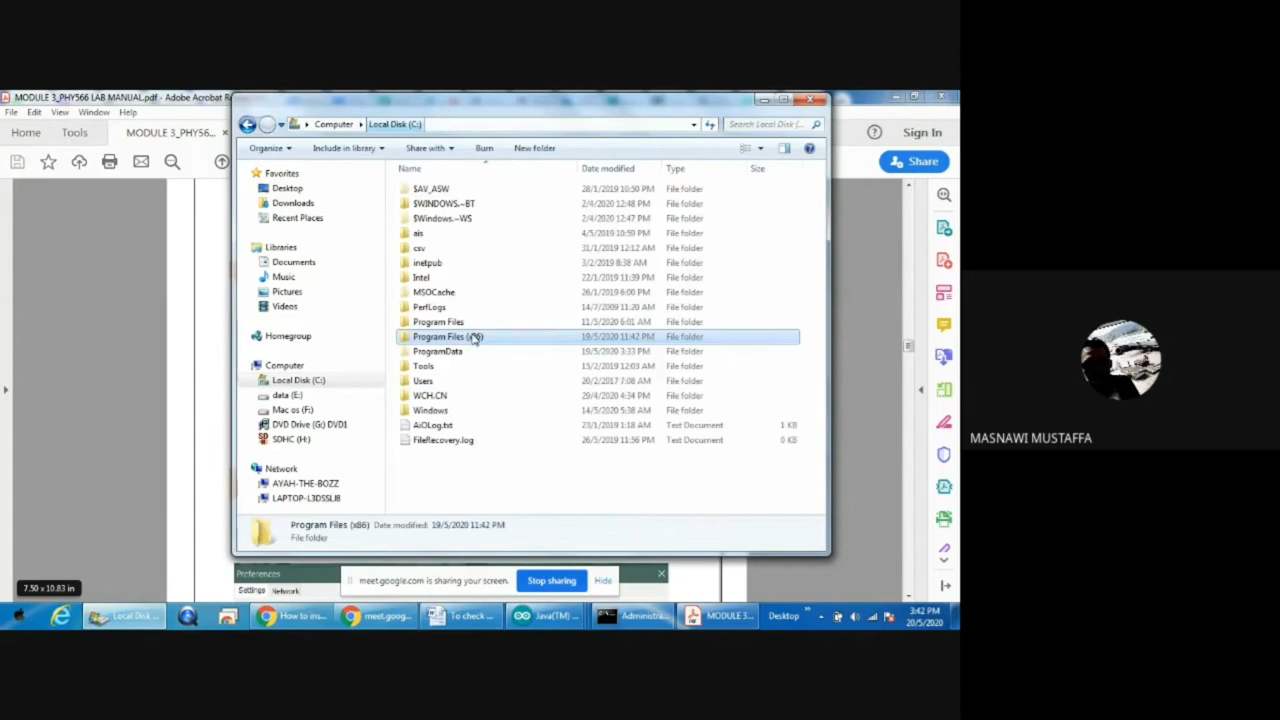 MODULE 3_PHY566 LAB MANUAL.pdf - Adobe Acrobat Re
File Edit View Window Help
Home Tools MODULE 3_PHY56... × Sign In
Share
Computer Local Disk (C:) Search Local Disk (...
Organize Include in library Share with Burn New folder
Name Date modified Type Size
Favorites
Desktop
Downloads
Recent Places
Libraries
Documents
Music
Pictures
Videos
Homegroup
Computer
Local Disk (C:)
data (E:)
Mac os (F:)
DVD Drive (G:) DVD1
SDHC (H:)
Network
AYAH-THE-BOZZ
LAPTOP-L3DSSLJ8
$AV_ASW 28/1/2019 10:50 PM File folder
$WINDOWS.~BT 2/4/2020 12:48 PM File folder
$Windows.~WS 2/4/2020 12:47 PM File folder
ais 4/5/2019 10:59 PM File folder
csv 31/1/2019 12:12 AM File folder
inetpub 3/2/2019 8:38 AM File folder
Intel 22/1/2019 11:39 PM File folder
MSOCache 26/1/2019 6:00 PM File folder
PerfLogs 14/7/2009 11:20 AM File folder
Program Files 11/5/2020 6:01 AM File folder
Program Files (x86) 19/5/2020 11:42 PM File folder
ProgramData 19/5/2020 3:33 PM File folder
Tools 15/2/2019 12:03 AM File folder
Users 20/2/2017 7:08 AM File folder
WCH.CN 29/4/2020 4:34 PM File folder
Windows 14/5/2020 5:38 AM File folder
AiOLog.txt 23/1/2019 1:18 AM Text Document 1 KB
FileRecovery.log 26/5/2019 11:56 PM Text Document 0 KB
Program Files (x86) Date modified: 19/5/2020 11:42 PM
File folder
Preferences
Settings Network
meet.google.com is sharing your screen. Stop sharing Hide
7.50 x 10.83 in
Local Disk ... How to ins... meet.goog... To check ... Java(TM) ... Administra... MODULE 3... Desktop 3:42 PM
20/5/2020
MASNAWI MUSTAFFA